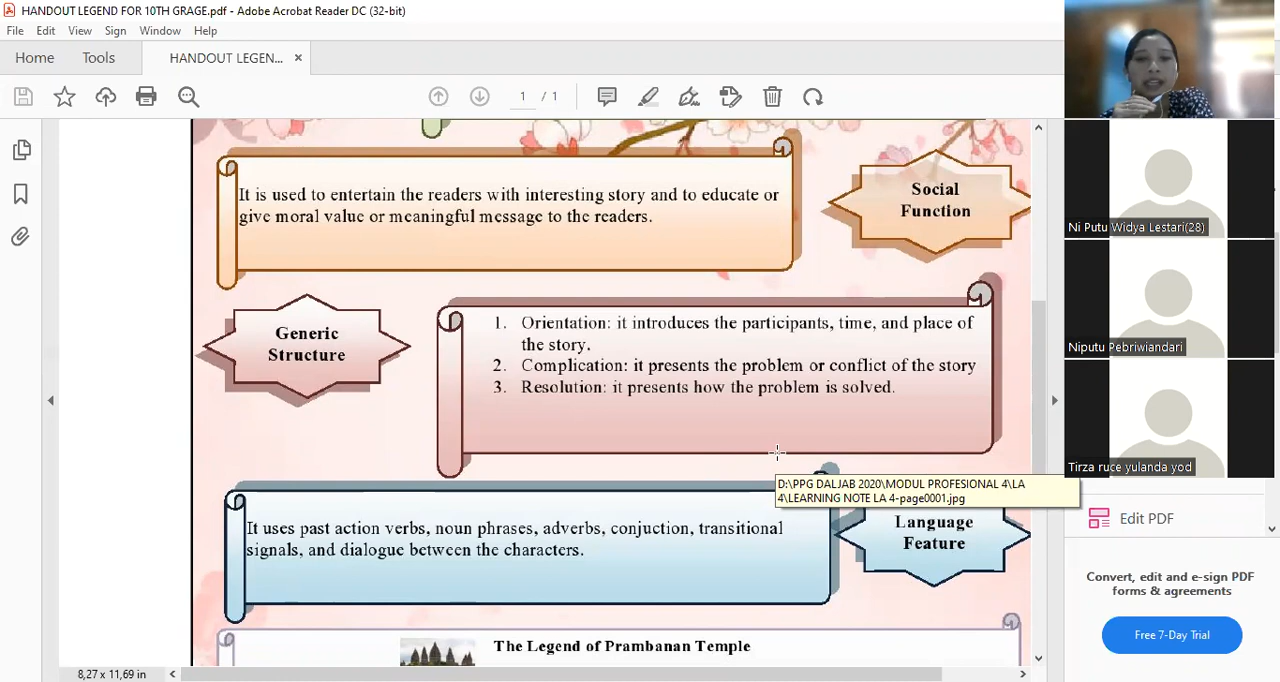 HANDOUT LEGEND FOR 10TH GRAGE.pdf - Adobe Acrobat Reader DC (32-bit)
File Edit View Sign Window Help
Home Tools HANDOUT LEGEN... ×
1 / 1
It is used to entertain the readers with interesting story and to educate or
give moral value or meaningful message to the readers.
Social
Function
Generic
Structure
1. Orientation: it introduces the participants, time, and place of
the story.
2. Complication: it presents the problem or conflict of the story
3. Resolution: it presents how the problem is solved.
D:\PPG DALJAB 2020\MODUL PROFESIONAL 4\LA
4\LEARNING NOTE LA 4-page0001.jpg
It uses past action verbs, noun phrases, adverbs, conjuction, transitional
signals, and dialogue between the characters.
Language
Feature
The Legend of Prambanan Temple
8,27 x 11,69 in
Ni Putu Widya Lestari(28)
Niputu Pebriwiandari
Tirza ruce yulanda yod
Edit PDF
Convert, edit and e-sign PDF
forms & agreements
Free 7-Day Trial